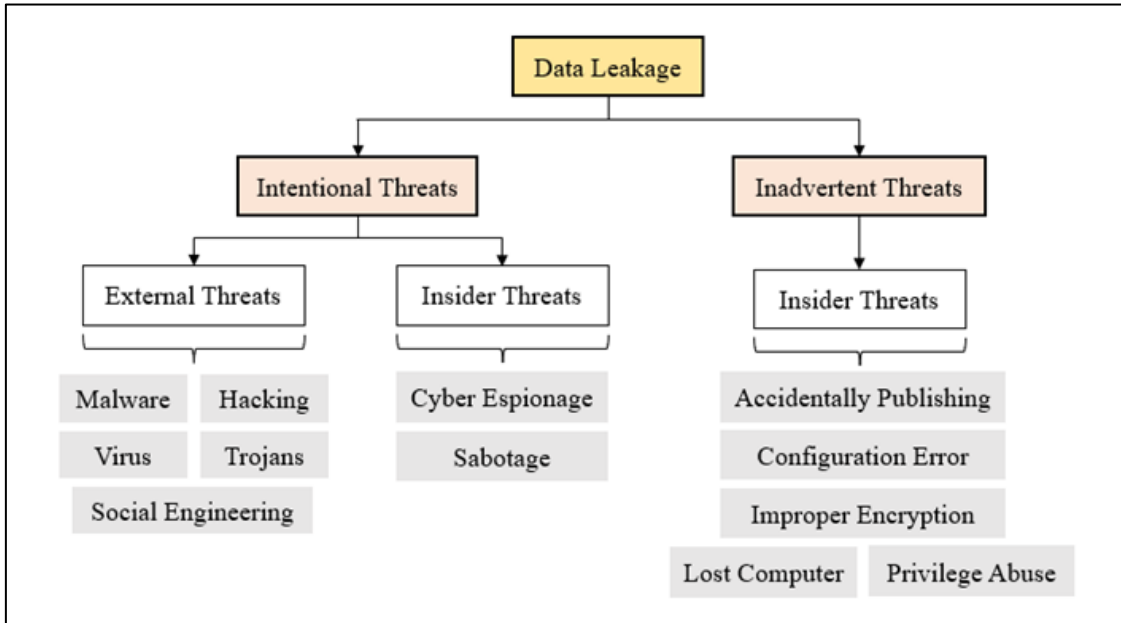 Data Leakage
Intentional Threats
Inadvertent Threats
External Threats
Insider Threats
Insider Threats
Malware
Hacking
Virus
Trojans
Social Engineering
Cyber Espionage
Sabotage
Accidentally Publishing
Configuration Error
Improper Encryption
Lost Computer
Privilege Abuse